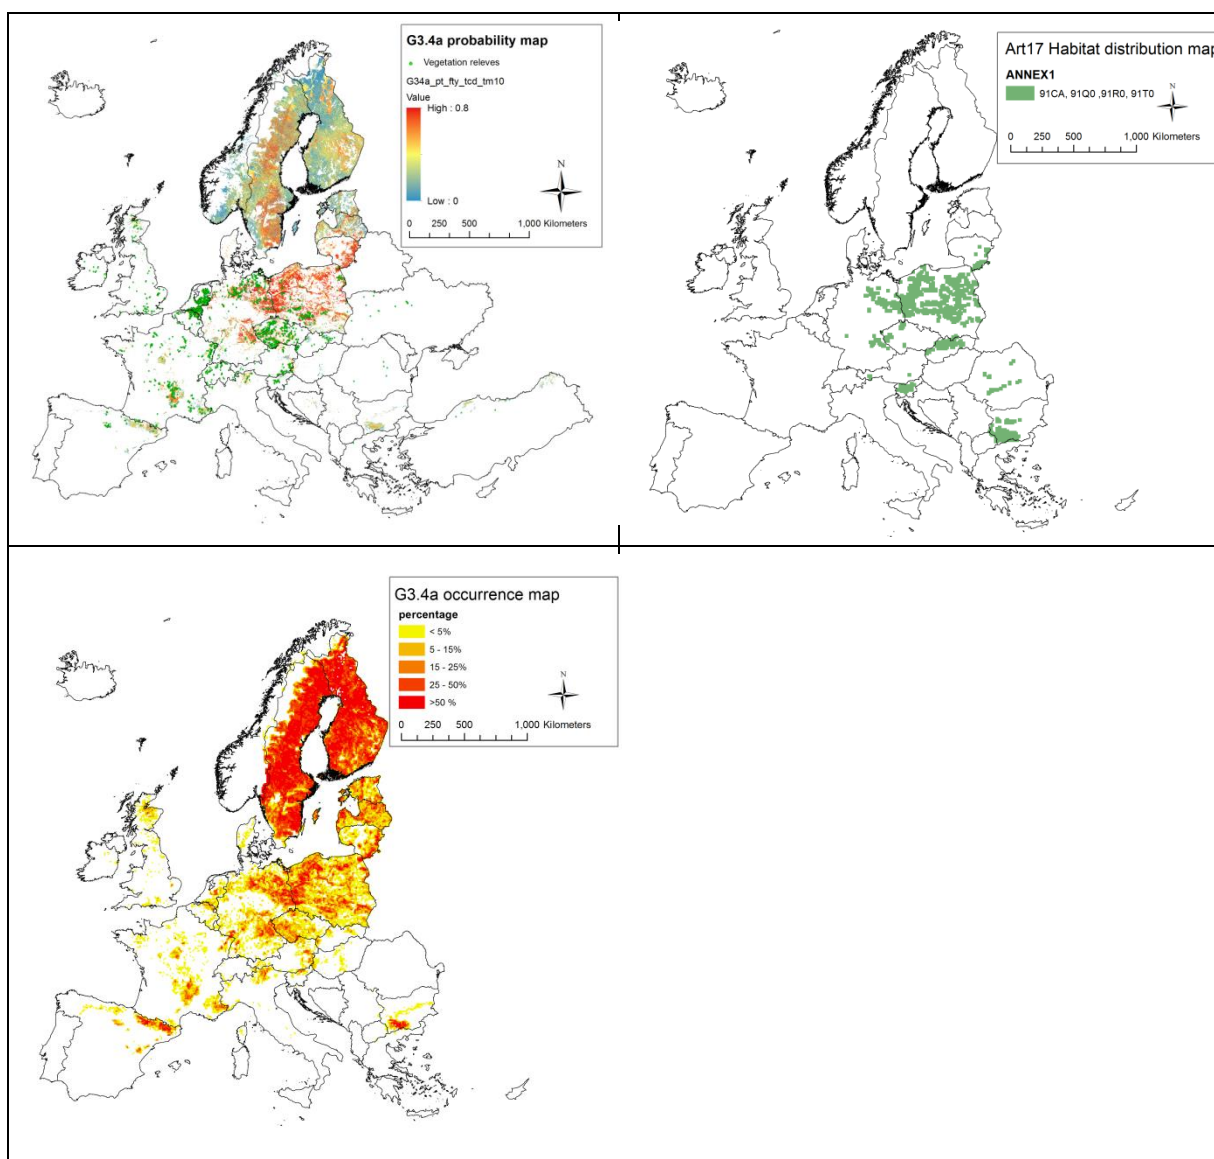 G3.4a probability map
Vegetation releves
G34a_pt_fty_tcd_tm10
Value
High : 0.8
Low : 0
N
0 250 500 1,000 Kilometers
Art17 Habitat distribution map
ANNEX1
91CA, 91Q0 ,91R0, 91T0
N
0 250 500 1,000 Kilometers
G3.4a occurrence map
percentage
< 5%
5 - 15%
15 - 25%
25 - 50%
>50 %
N
0 250 500 1,000 Kilometers